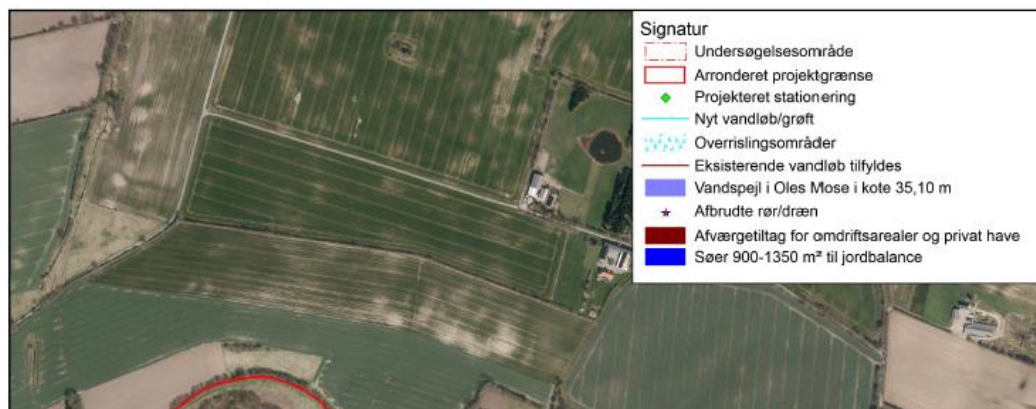 Signatur
Undersøgelsesområde
Arronderet projektgrænse
Projekteret stationering
Nyt vandløb/grøft
Overrislingsområder
Eksisterende vandløb tilfyldes
Vandspejl i Oles Mose i kote 35,10 m
Afbrudte rør/dræn
Afværgetiltag for omdriftsarealer og privat have
Søer 900-1350 m² til jordbalance